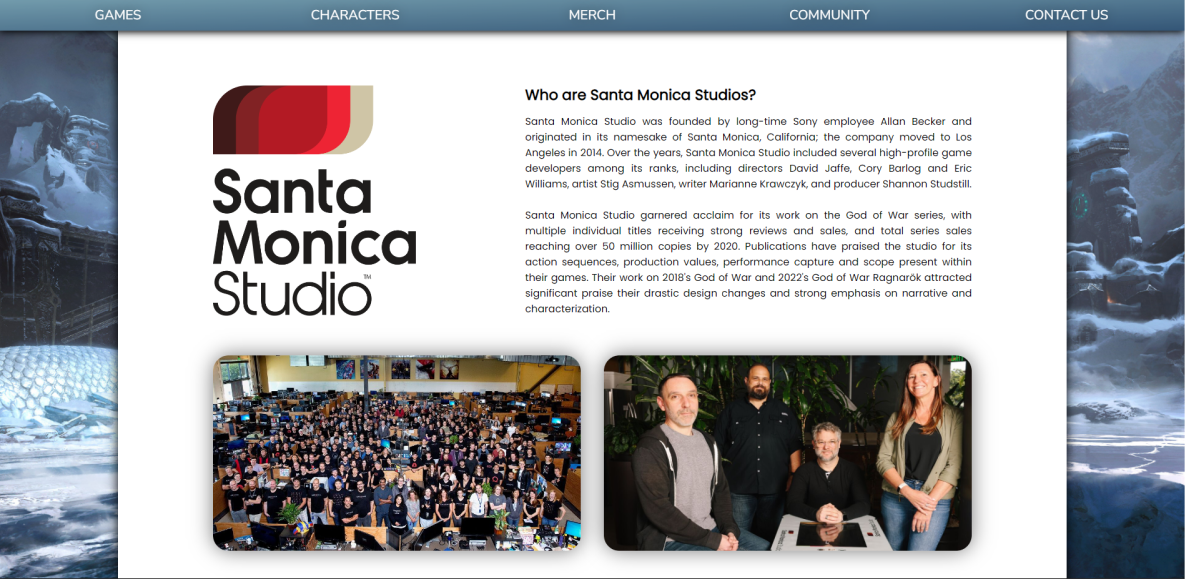 GAMES CHARACTERS MERCH COMMUNITY CONTACT US
Santa
Monica
Studio™
Who are Santa Monica Studios?
Santa Monica Studio was founded by long-time Sony employee Allan Becker and
originated in its namesake of Santa Monica, California; the company moved to Los
Angeles in 2014. Over the years, Santa Monica Studio included several high-profile game
developers among its ranks, including directors David Jaffe, Cory Barlog and Eric
Williams, artist Stig Asmussen, writer Marianne Krawczyk, and producer Shannon Studstill.
Santa Monica Studio garnered acclaim for its work on the God of War series, with
multiple individual titles receiving strong reviews and sales, and total series sales
reaching over 50 million copies by 2020. Publications have praised the studio for its
action sequences, production values, performance capture and scope present within
their games. Their work on 2018's God of War and 2022's God of War Ragnarök attracted
significant praise their drastic design changes and strong emphasis on narrative and
characterization.